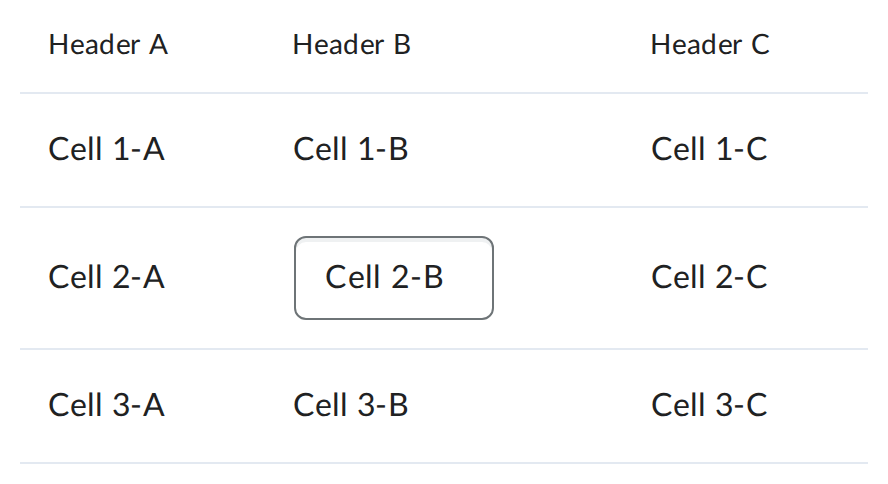 Header A Header B Header C
Cell 1-A Cell 1-B Cell 1-C
Cell 2-A Cell 2-B Cell 2-C
Cell 3-A Cell 3-B Cell 3-C